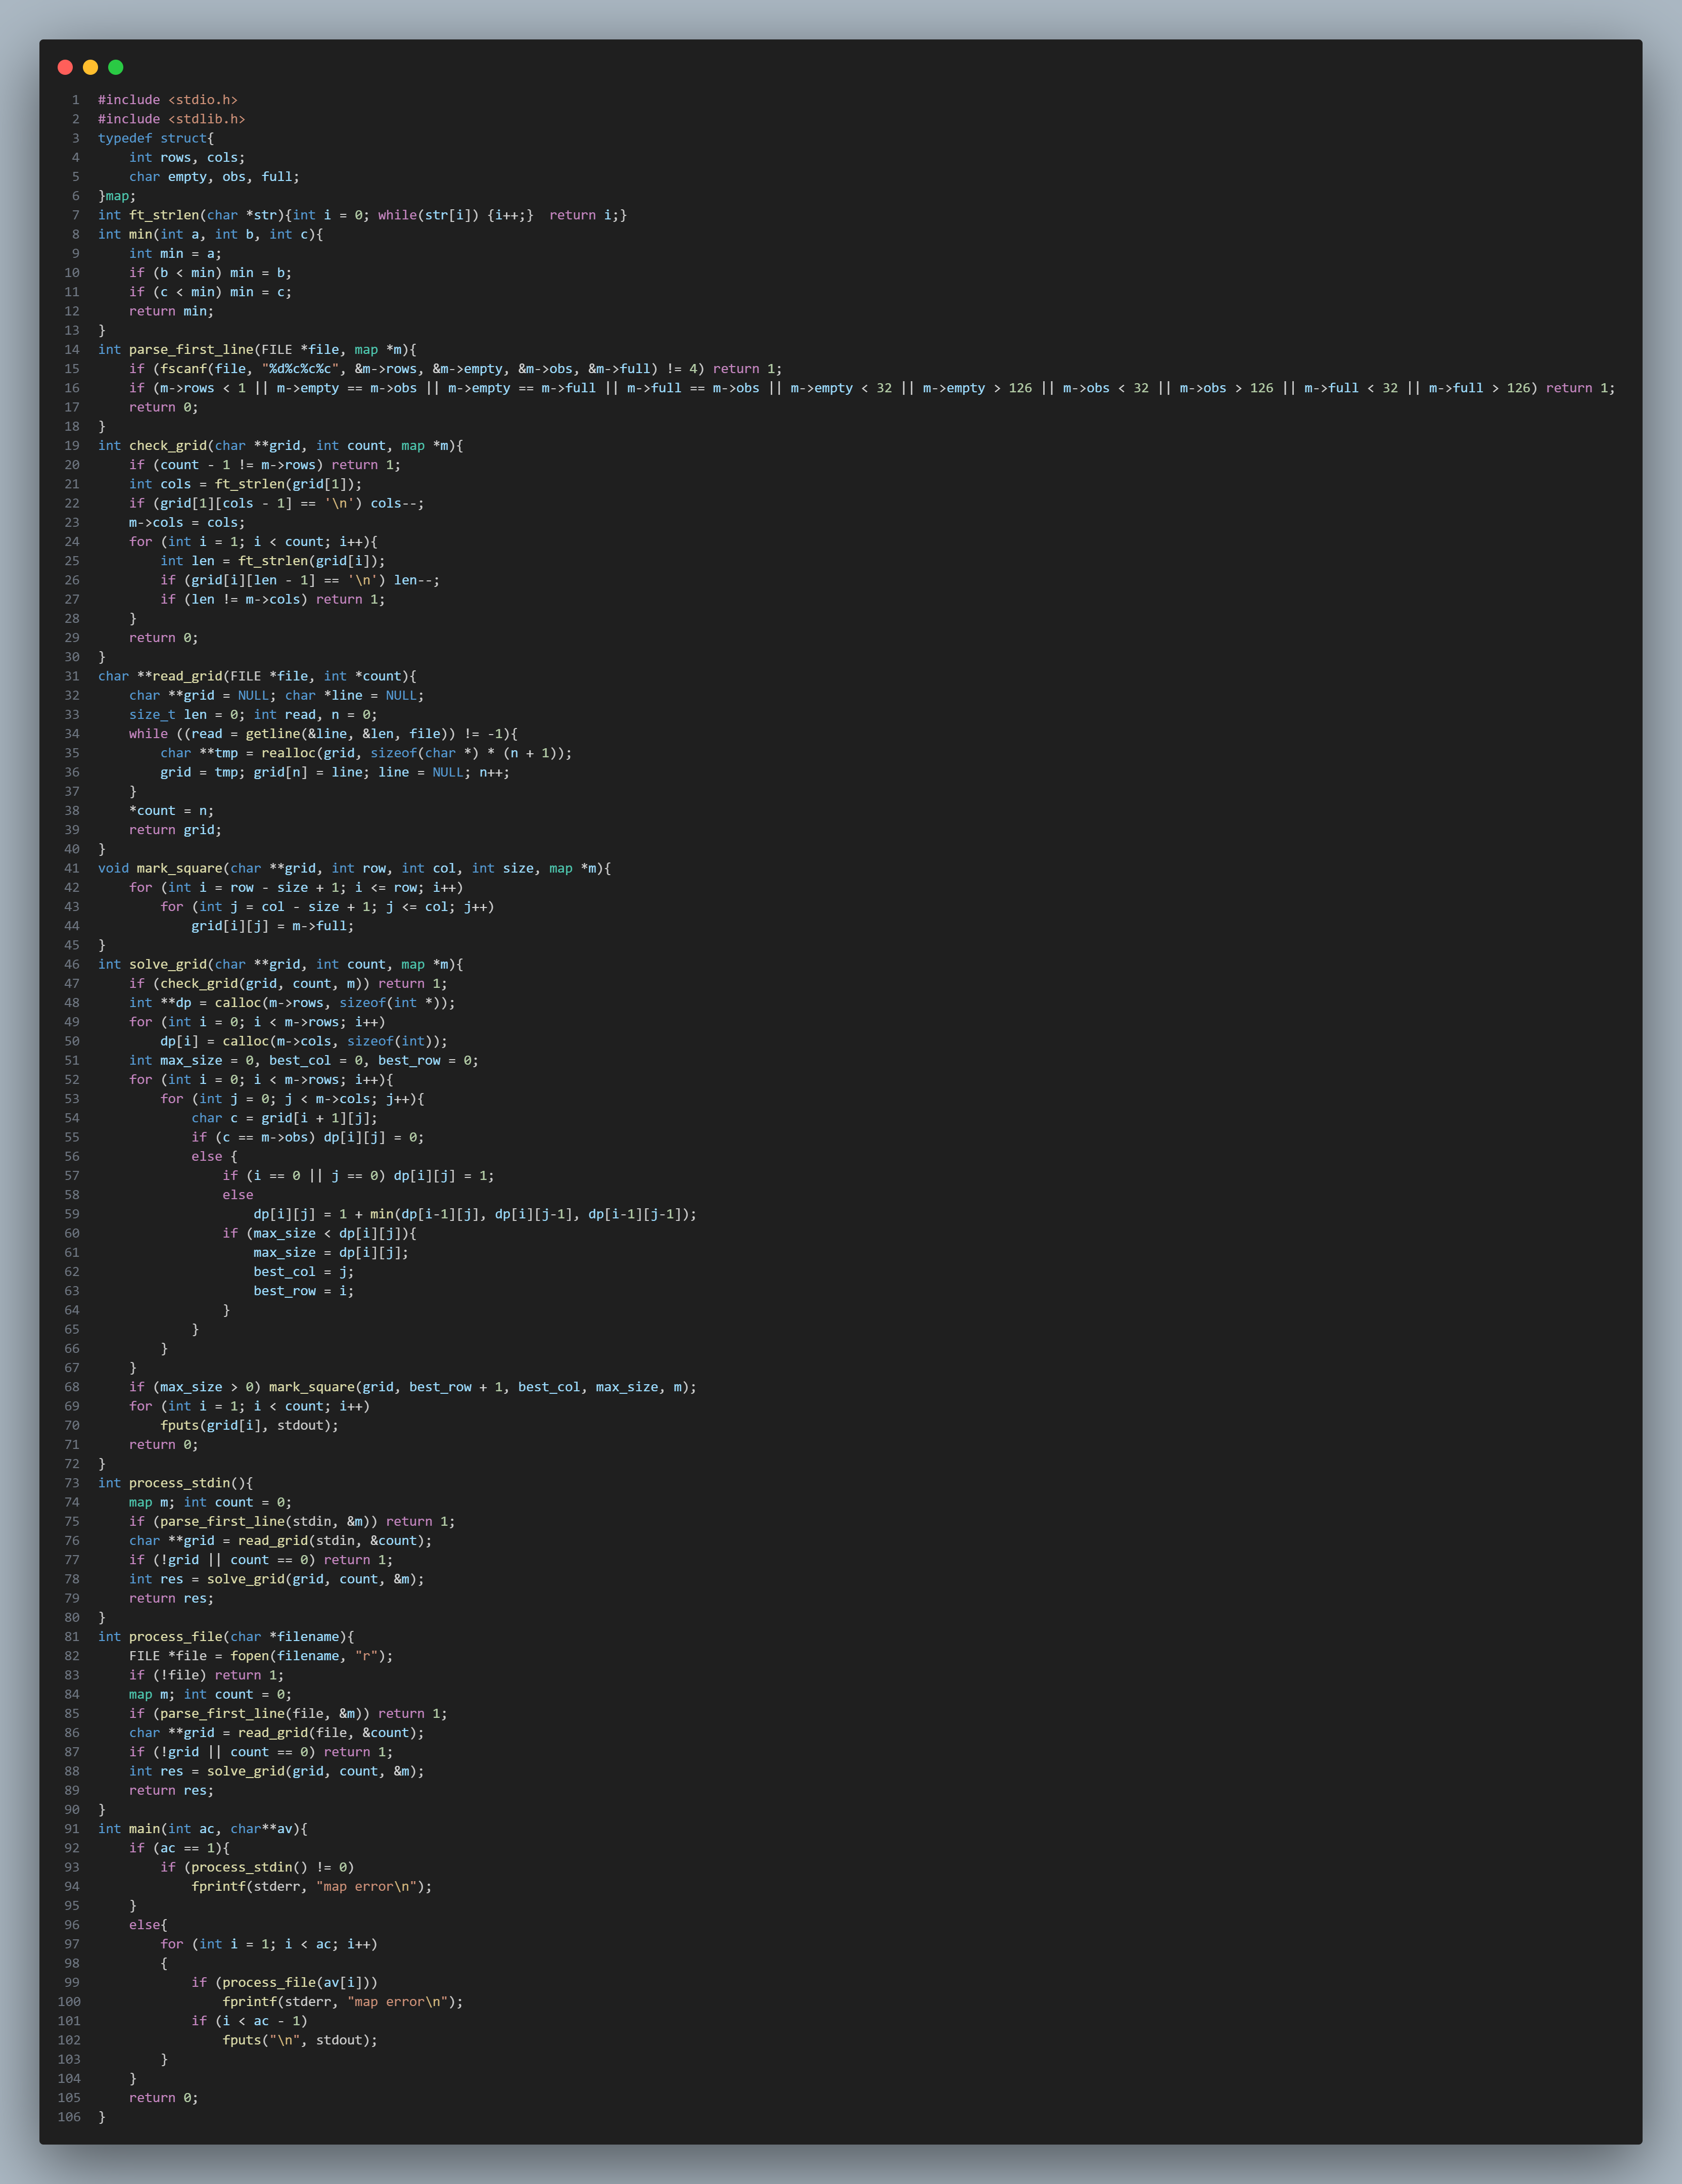 1 #include <stdio.h>
2 #include <stdlib.h>
3 typedef struct{
4     int rows, cols;
5     char empty, obs, full;
6 }map;
7 int ft_strlen(char *str){int i = 0; while(str[i]) {i++;}  return i;}
8 int min(int a, int b, int c){
9     int min = a;
10     if (b < min) min = b;
11     if (c < min) min = c;
12     return min;
13 }
14 int parse_first_line(FILE *file, map *m){
15     if (fscanf(file, "%d%c%c%c", &m->rows, &m->empty, &m->obs, &m->full) != 4) return 1;
16     if (m->rows < 1 || m->empty == m->obs || m->empty == m->full || m->full == m->obs || m->empty < 32 || m->empty > 126 || m->obs < 32 || m->obs > 126 || m->full < 32 || m->full > 126) return 1;
17     return 0;
18 }
19 int check_grid(char **grid, int count, map *m){
20     if (count - 1 != m->rows) return 1;
21     int cols = ft_strlen(grid[1]);
22     if (grid[1][cols - 1] == '\n') cols--;
23     m->cols = cols;
24     for (int i = 1; i < count; i++){
25         int len = ft_strlen(grid[i]);
26         if (grid[i][len - 1] == '\n') len--;
27         if (len != m->cols) return 1;
28     }
29     return 0;
30 }
31 char **read_grid(FILE *file, int *count){
32     char **grid = NULL; char *line = NULL;
33     size_t len = 0; int read, n = 0;
34     while ((read = getline(&line, &len, file)) != -1){
35         char **tmp = realloc(grid, sizeof(char *) * (n + 1));
36         grid = tmp; grid[n] = line; line = NULL; n++;
37     }
38     *count = n;
39     return grid;
40 }
41 void mark_square(char **grid, int row, int col, int size, map *m){
42     for (int i = row - size + 1; i <= row; i++)
43         for (int j = col - size + 1; j <= col; j++)
44             grid[i][j] = m->full;
45 }
46 int solve_grid(char **grid, int count, map *m){
47     if (check_grid(grid, count, m)) return 1;
48     int **dp = calloc(m->rows, sizeof(int *));
49     for (int i = 0; i < m->rows; i++)
50         dp[i] = calloc(m->cols, sizeof(int));
51     int max_size = 0, best_col = 0, best_row = 0;
52     for (int i = 0; i < m->rows; i++){
53         for (int j = 0; j < m->cols; j++){
54             char c = grid[i + 1][j];
55             if (c == m->obs) dp[i][j] = 0;
56             else {
57                 if (i == 0 || j == 0) dp[i][j] = 1;
58                 else
59                     dp[i][j] = 1 + min(dp[i-1][j], dp[i][j-1], dp[i-1][j-1]);
60                 if (max_size < dp[i][j]){
61                     max_size = dp[i][j];
62                     best_col = j;
63                     best_row = i;
64                 }
65             }
66         }
67     }
68     if (max_size > 0) mark_square(grid, best_row + 1, best_col, max_size, m);
69     for (int i = 1; i < count; i++)
70         fputs(grid[i], stdout);
71     return 0;
72 }
73 int process_stdin(){
74     map m; int count = 0;
75     if (parse_first_line(stdin, &m)) return 1;
76     char **grid = read_grid(stdin, &count);
77     if (!grid || count == 0) return 1;
78     int res = solve_grid(grid, count, &m);
79     return res;
80 }
81 int process_file(char *filename){
82     FILE *file = fopen(filename, "r");
83     if (!file) return 1;
84     map m; int count = 0;
85     if (parse_first_line(file, &m)) return 1;
86     char **grid = read_grid(file, &count);
87     if (!grid || count == 0) return 1;
88     int res = solve_grid(grid, count, &m);
89     return res;
90 }
91 int main(int ac, char**av){
92     if (ac == 1){
93         if (process_stdin() != 0)
94             fprintf(stderr, "map error\n");
95     }
96     else{
97         for (int i = 1; i < ac; i++)
98         {
99             if (process_file(av[i]))
100                 fprintf(stderr, "map error\n");
101             if (i < ac - 1)
102                 fputs("\n", stdout);
103         }
104     }
105     return 0;
106 }